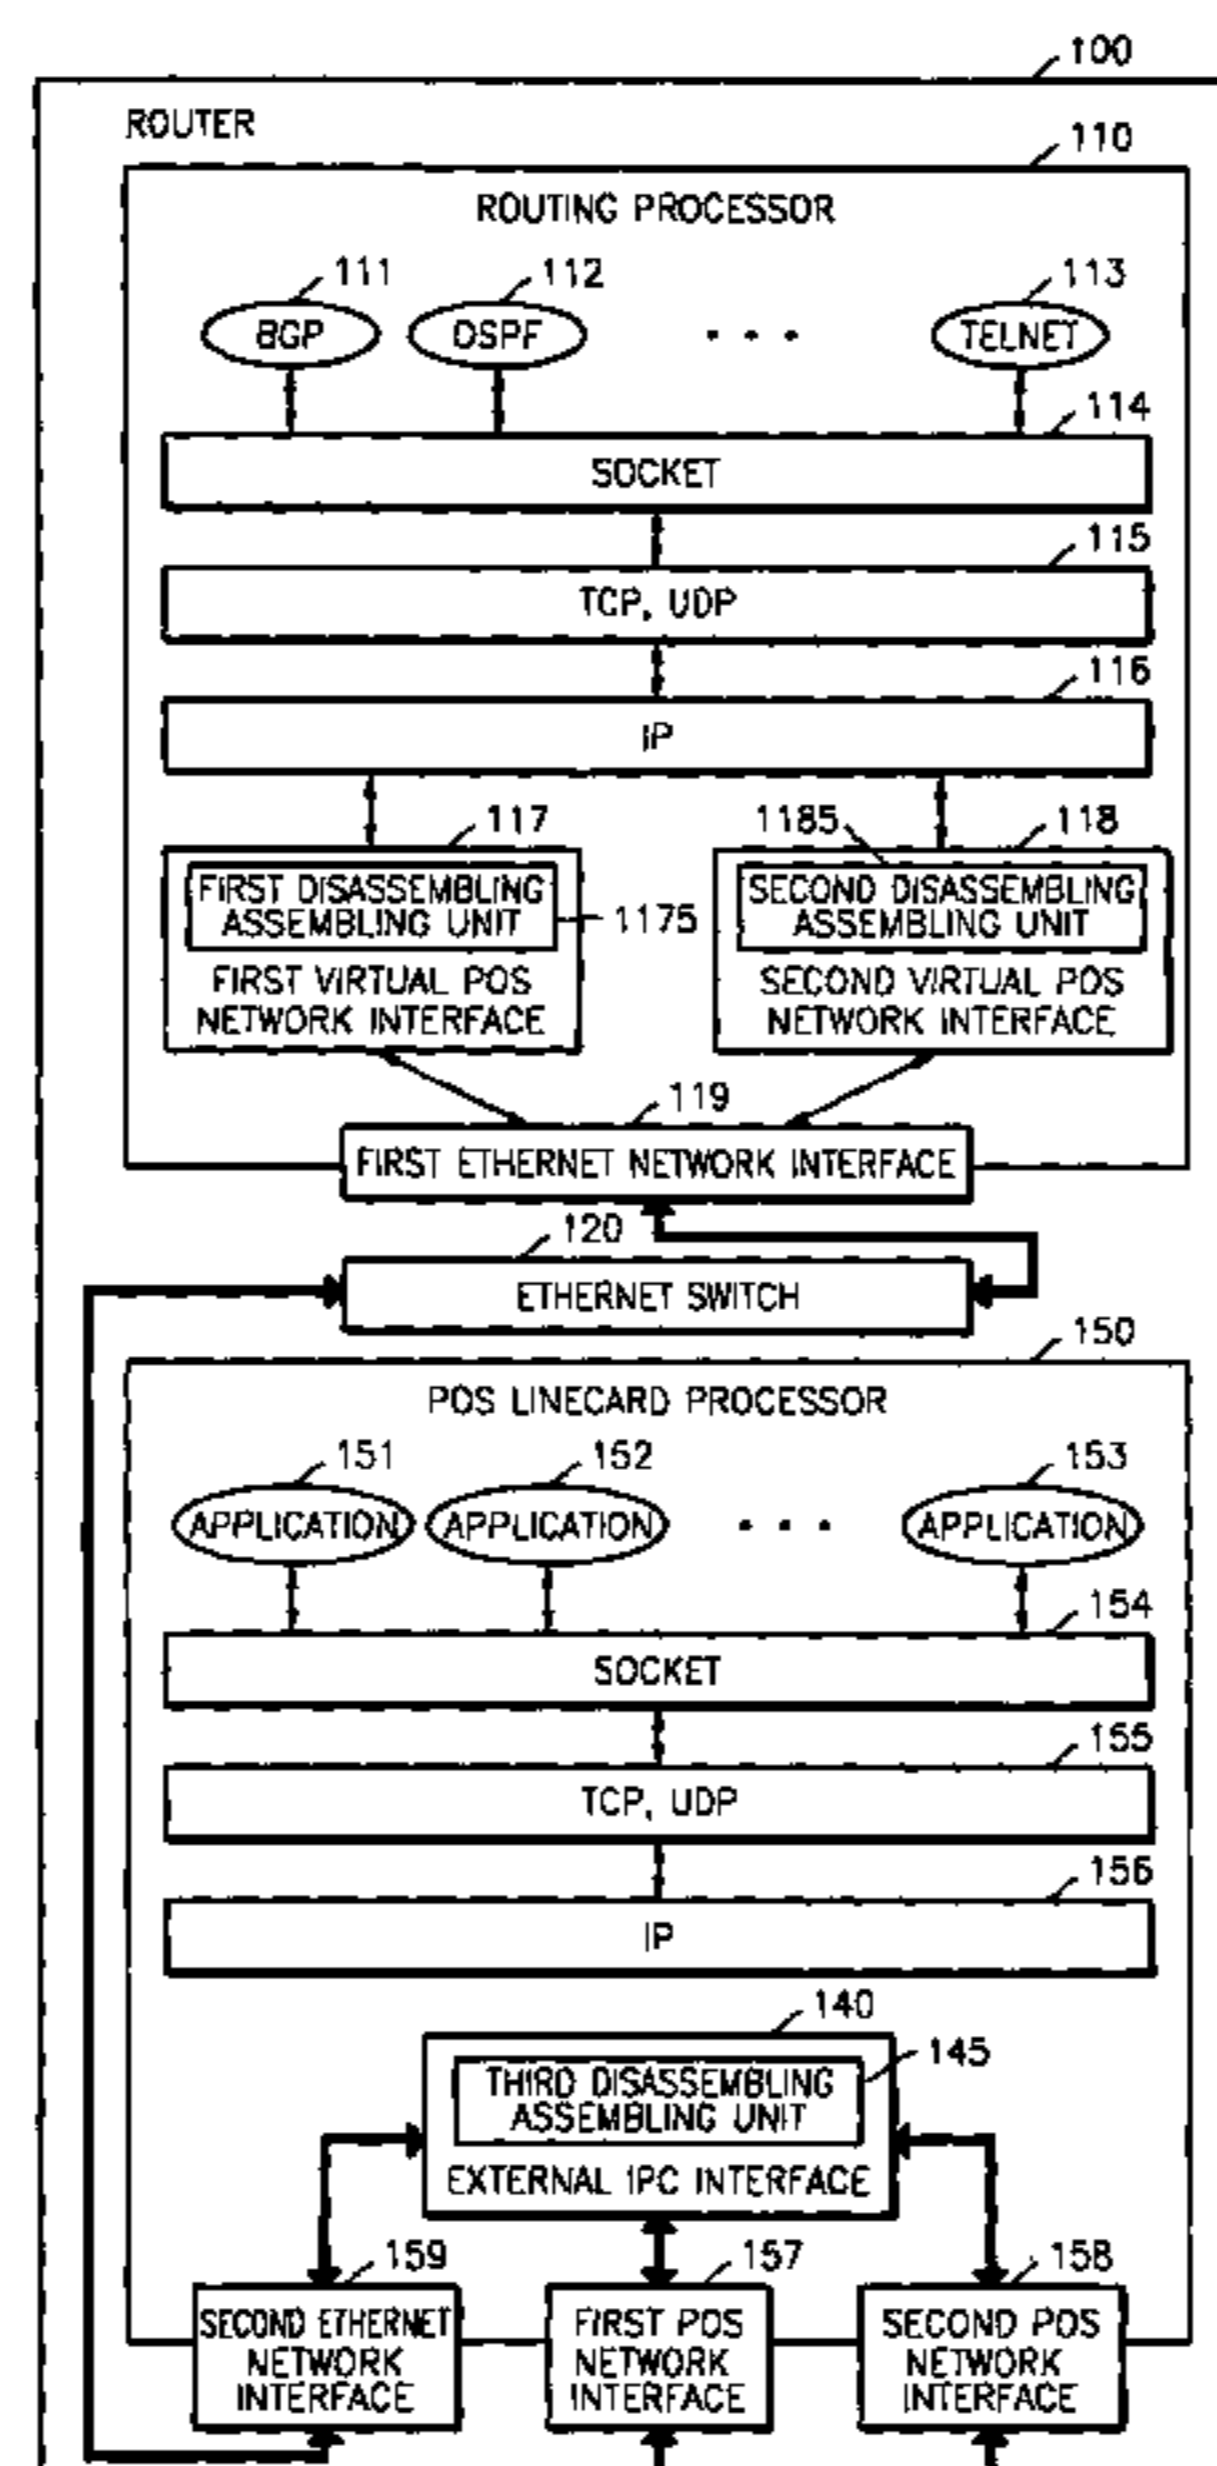 100
ROUTER
110
ROUTING PROCESSOR
111
112
113
BGP
OSPF
. . .
TELNET
114
SOCKET
115
TCP, UDP
116
IP
117
1185
118
FIRST DISASSEMBLING
ASSEMBLING UNIT
1175
FIRST VIRTUAL POS
NETWORK INTERFACE
SECOND DISASSEMBLING
ASSEMBLING UNIT
SECOND VIRTUAL POS
NETWORK INTERFACE
119
FIRST ETHERNET NETWORK INTERFACE
120
ETHERNET SWITCH
150
POS LINECARD PROCESSOR
151
152
153
APPLICATION
APPLICATION
. . .
APPLICATION
154
SOCKET
155
TCP, UDP
156
IP
140
145
THIRD DISASSEMBLING
ASSEMBLING UNIT
EXTERNAL IPC INTERFACE
159
157
158
SECOND ETHERNET
NETWORK
INTERFACE
FIRST POS
NETWORK
INTERFACE
SECOND POS
NETWORK
INTERFACE